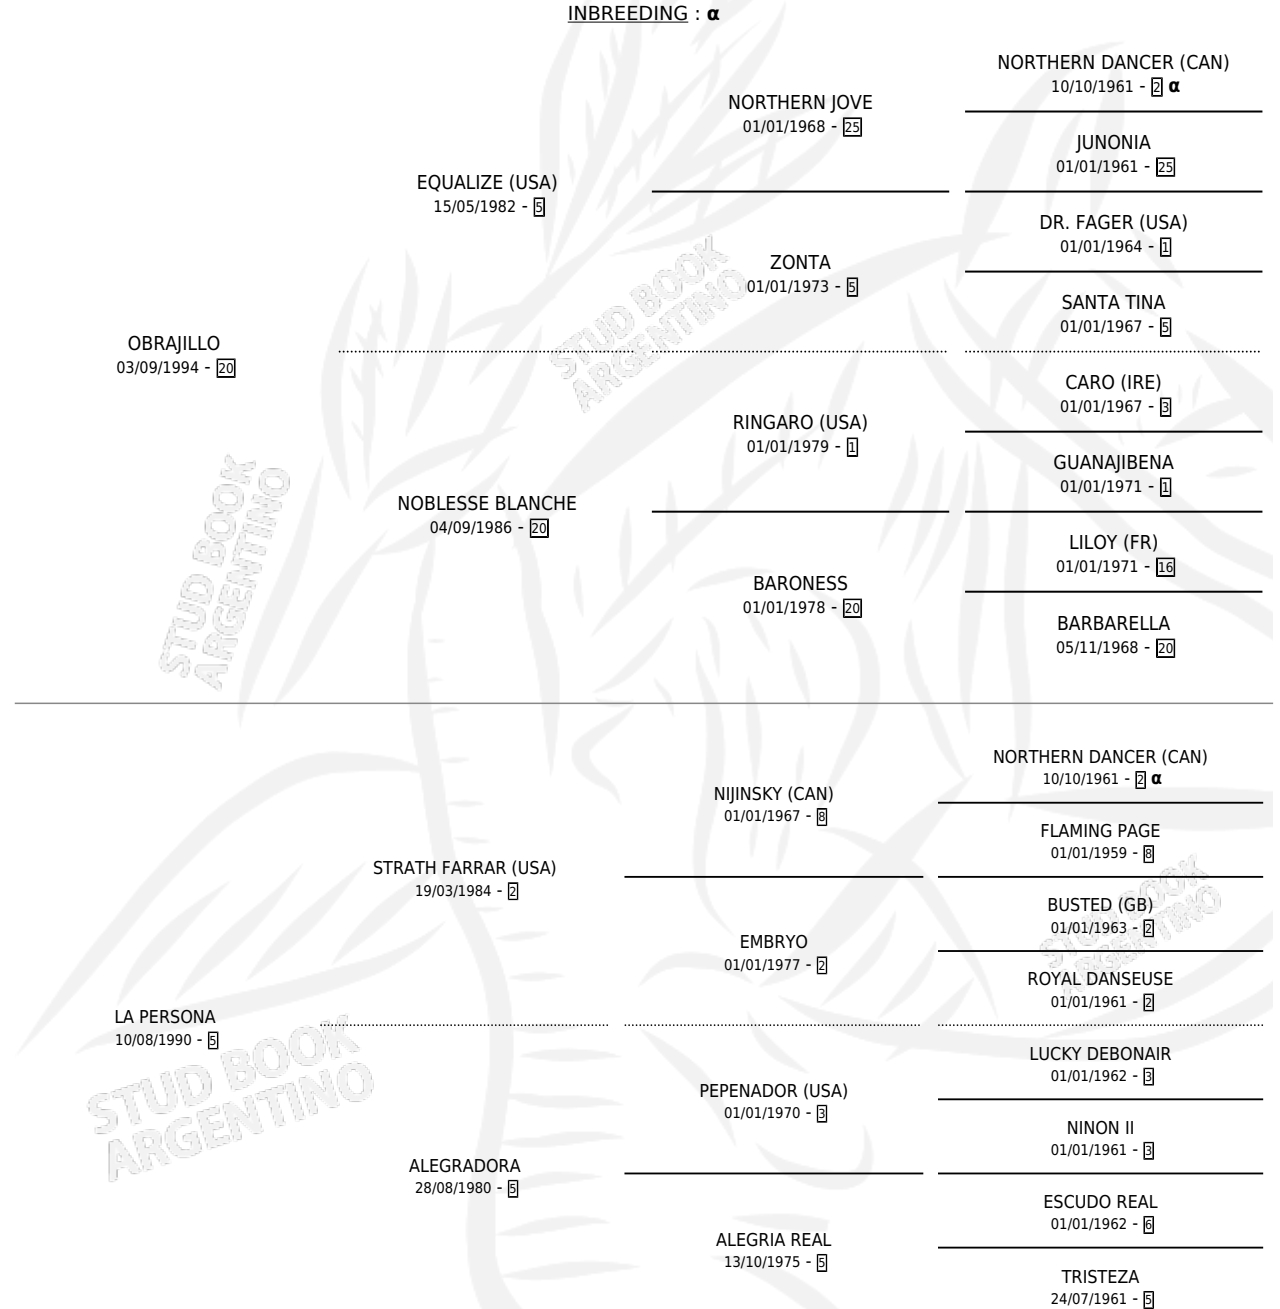 INBREEDING : α
NORTHERN DANCER (CAN)
10/10/1961 - 2 α
NORTHERN JOVE
01/01/1968 - 25
JUNONIA
01/01/1961 - 25
EQUALIZE (USA)
15/05/1982 - 5
DR. FAGER (USA)
01/01/1964 - 1
ZONTA
01/01/1973 - 5
SANTA TINA
01/01/1967 - 5
OBRAJILLO
03/09/1994 - 20
CARO (IRE)
01/01/1967 - 3
RINGARO (USA)
01/01/1979 - 1
GUANAJIBENA
01/01/1971 - 1
NOBLESSE BLANCHE
04/09/1986 - 20
LILOY (FR)
01/01/1971 - 16
BARONESS
01/01/1978 - 20
BARBARELLA
05/11/1968 - 20
NORTHERN DANCER (CAN)
10/10/1961 - 2 α
NIJINSKY (CAN)
01/01/1967 - 8
FLAMING PAGE
01/01/1959 - 8
STRATH FARRAR (USA)
19/03/1984 - 2
BUSTED (GB)
01/01/1963 - 2
EMBRYO
01/01/1977 - 2
ROYAL DANSEUSE
01/01/1961 - 2
LA PERSONA
10/08/1990 - 5
LUCKY DEBONAIR
01/01/1962 - 3
PEPENADOR (USA)
01/01/1970 - 3
NINON II
01/01/1961 - 3
ALEGRADORA
28/08/1980 - 5
ESCUDO REAL
01/01/1962 - 6
ALEGRIA REAL
13/10/1975 - 5
TRISTEZA
24/07/1961 - 5
STUD BOOK
ARGENTINO
STUD BOOK
ARGENTINO
STUD BOOK
ARGENTINO
STUD BOOK
ARGENTINO